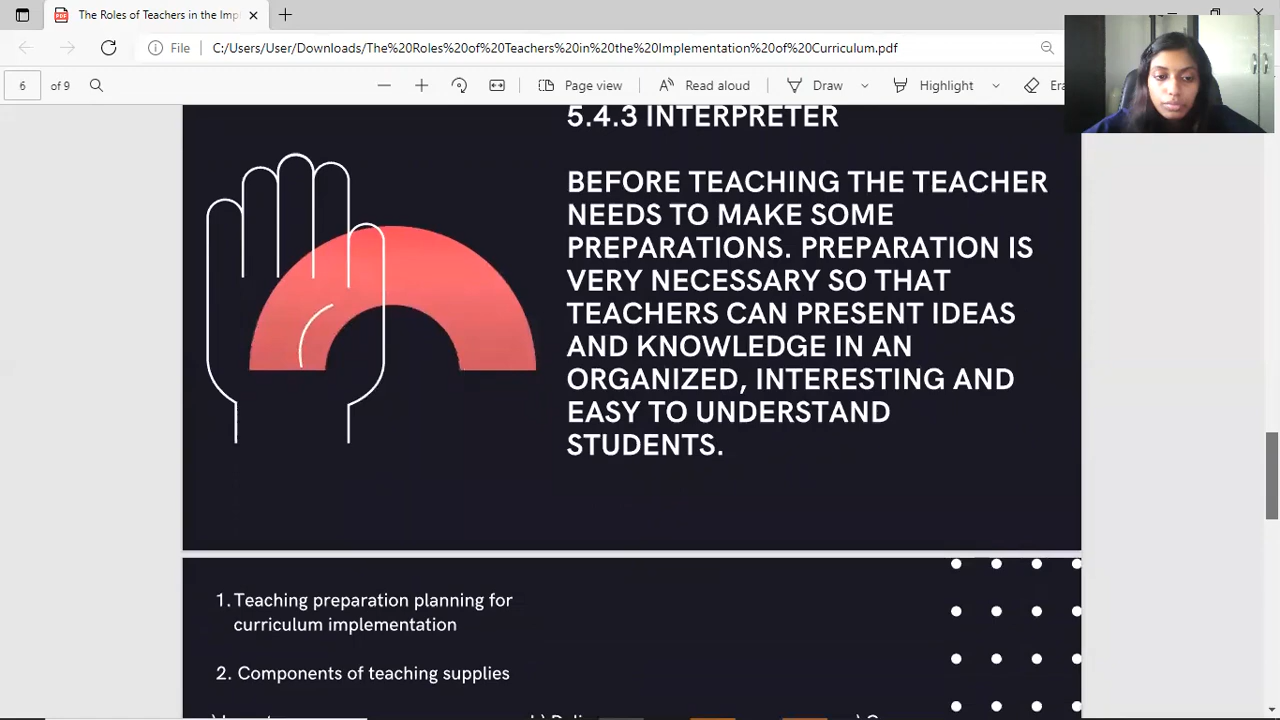 The Roles of Teachers in the Imp
File C:/Users/User/Downloads/The%20Roles%20of%20Teachers%20in%20the%20Implementation%20of%20Curriculum.pdf
6 of 9 Page view Read aloud Draw Highlight
5.4.3 INTERPRETER
BEFORE TEACHING THE TEACHER
NEEDS TO MAKE SOME
PREPARATIONS. PREPARATION IS
VERY NECESSARY SO THAT
TEACHERS CAN PRESENT IDEAS
AND KNOWLEDGE IN AN
ORGANIZED, INTERESTING AND
EASY TO UNDERSTAND
STUDENTS.
1. Teaching preparation planning for
curriculum implementation
2. Components of teaching supplies